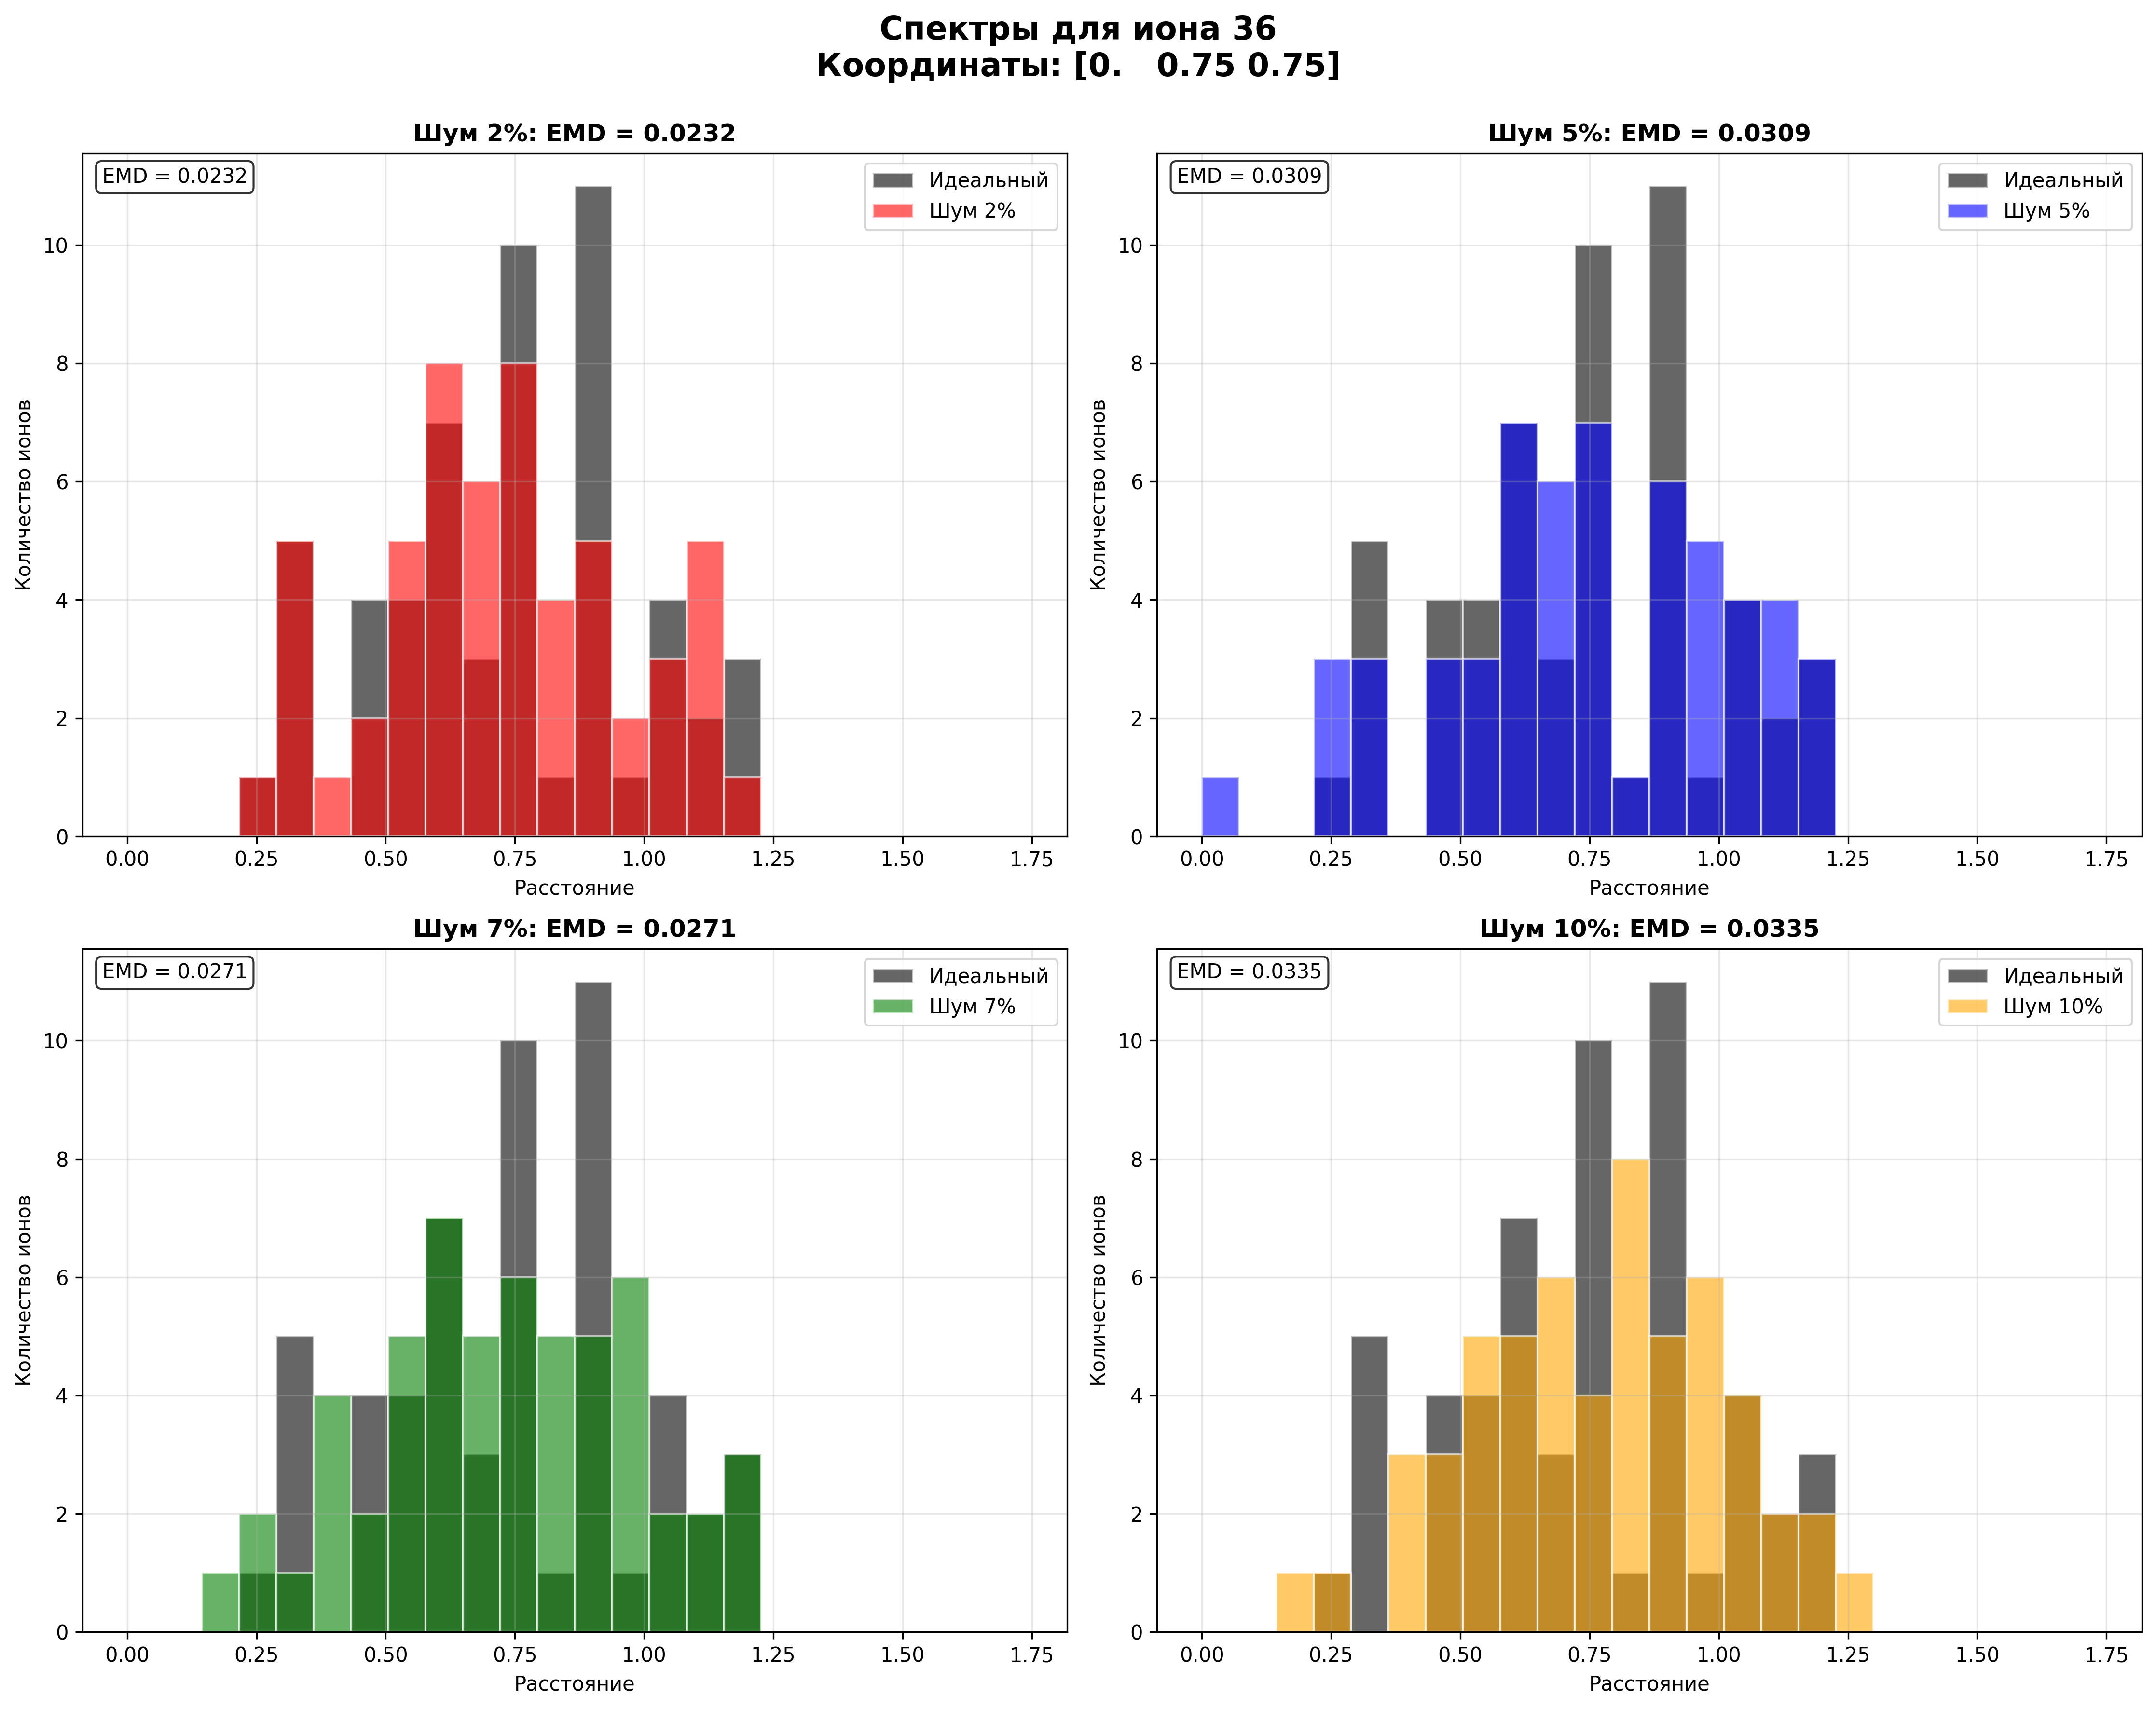 Спектры для иона 36
Координаты: [0.   0.75 0.75]
Шум 2%: EMD = 0.0232
EMD = 0.0232
Идеальный
Шум 2%
Количество ионов
10
8
6
4
2
0
0.00 0.25 0.50 0.75 1.00 1.25 1.50 1.75
Расстояние
Шум 5%: EMD = 0.0309
EMD = 0.0309
Идеальный
Шум 5%
Количество ионов
10
8
6
4
2
0
0.00 0.25 0.50 0.75 1.00 1.25 1.50 1.75
Расстояние
Шум 7%: EMD = 0.0271
EMD = 0.0271
Идеальный
Шум 7%
Количество ионов
10
8
6
4
2
0
0.00 0.25 0.50 0.75 1.00 1.25 1.50 1.75
Расстояние
Шум 10%: EMD = 0.0335
EMD = 0.0335
Идеальный
Шум 10%
Количество ионов
10
8
6
4
2
0
0.00 0.25 0.50 0.75 1.00 1.25 1.50 1.75
Расстояние